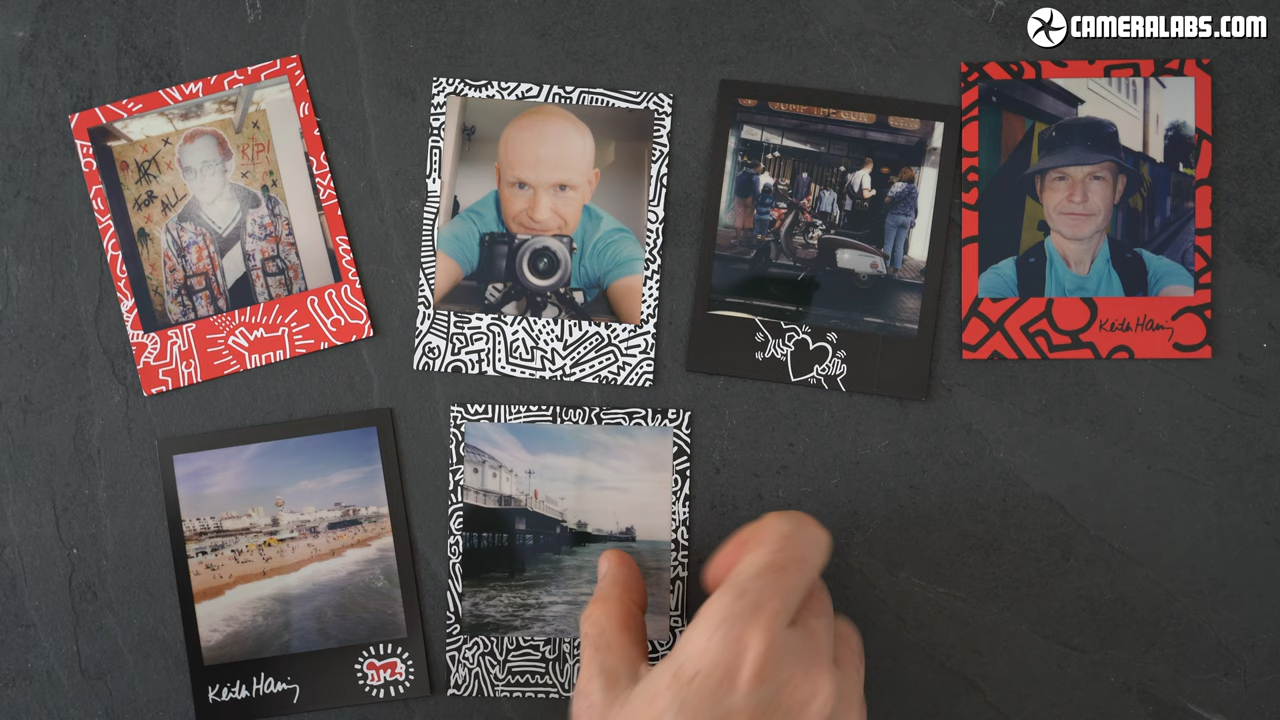 CAMERALABS.COM
ART
FOR
ALL
RIP!
JUMP THE GUN
Keith Haring
Keith Haring